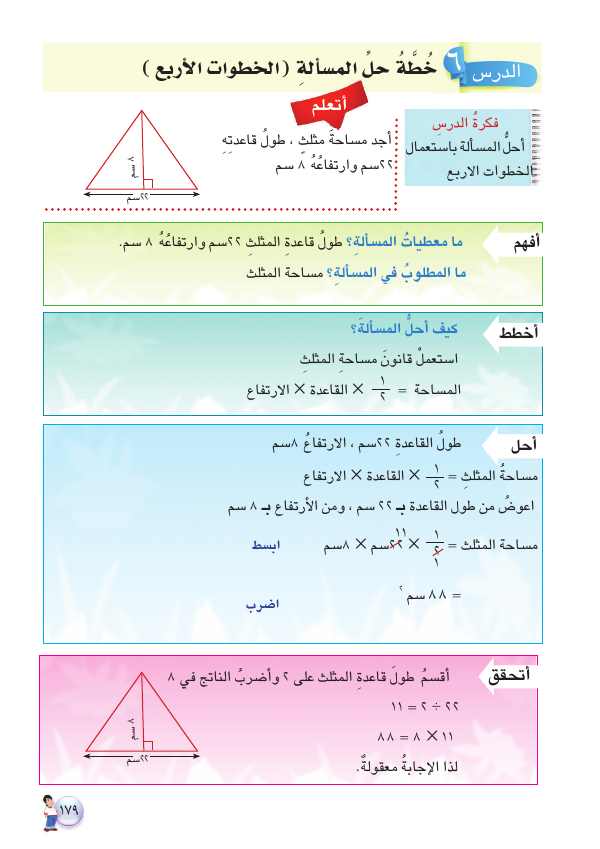 الدرس ٦
خُطَّةُ حلِّ المسألةِ (الخطوات الأربع)
فكرةُ الدرس
أحلُّ المسألة باستعمال
الخطوات الاربع
أتعلم
أجد مساحةَ مثلثٍ ، طولُ قاعدتِهِ
٢٢سم وارتفاعُهُ ٨ سم
٨ سم
٢٢سم
أفهم
ما معطياتُ المسألةِ؟ طولُ قاعدةِ المثلثِ ٢٢سم وارتفاعُهُ ٨ سم.
ما المطلوبُ في المسألةِ؟ مساحة المثلث
أخطط
كيف أحلُّ المسألةَ؟
استعملُ قانونَ مساحةِ المثلثِ
المساحة = ١/٢ × القاعدة × الارتفاع
أحل
طولُ القاعدةِ ٢٢سم ، الارتفاعُ ٨سم
مساحةُ المثلثِ = ١/٢ × القاعدة × الارتفاع
اعوضُ من طول القاعدة بـ ٢٢ سم ، ومن الأرتفاع بـ ٨ سم
مساحة المثلث = ١/٢ × ٢٢سم × ٨سم ابسط
١١
١
= ٨٨ سم٢ اضرب
أتحقق
أقسمُ طولَ قاعدةِ المثلث على ٢ وأضربُ الناتج في ٨
٢٢ ÷ ٢ = ١١
١١ × ٨ = ٨٨
لذا الإجابةُ معقولةٌ.
٨ سم
٢٢سم
١٧٩